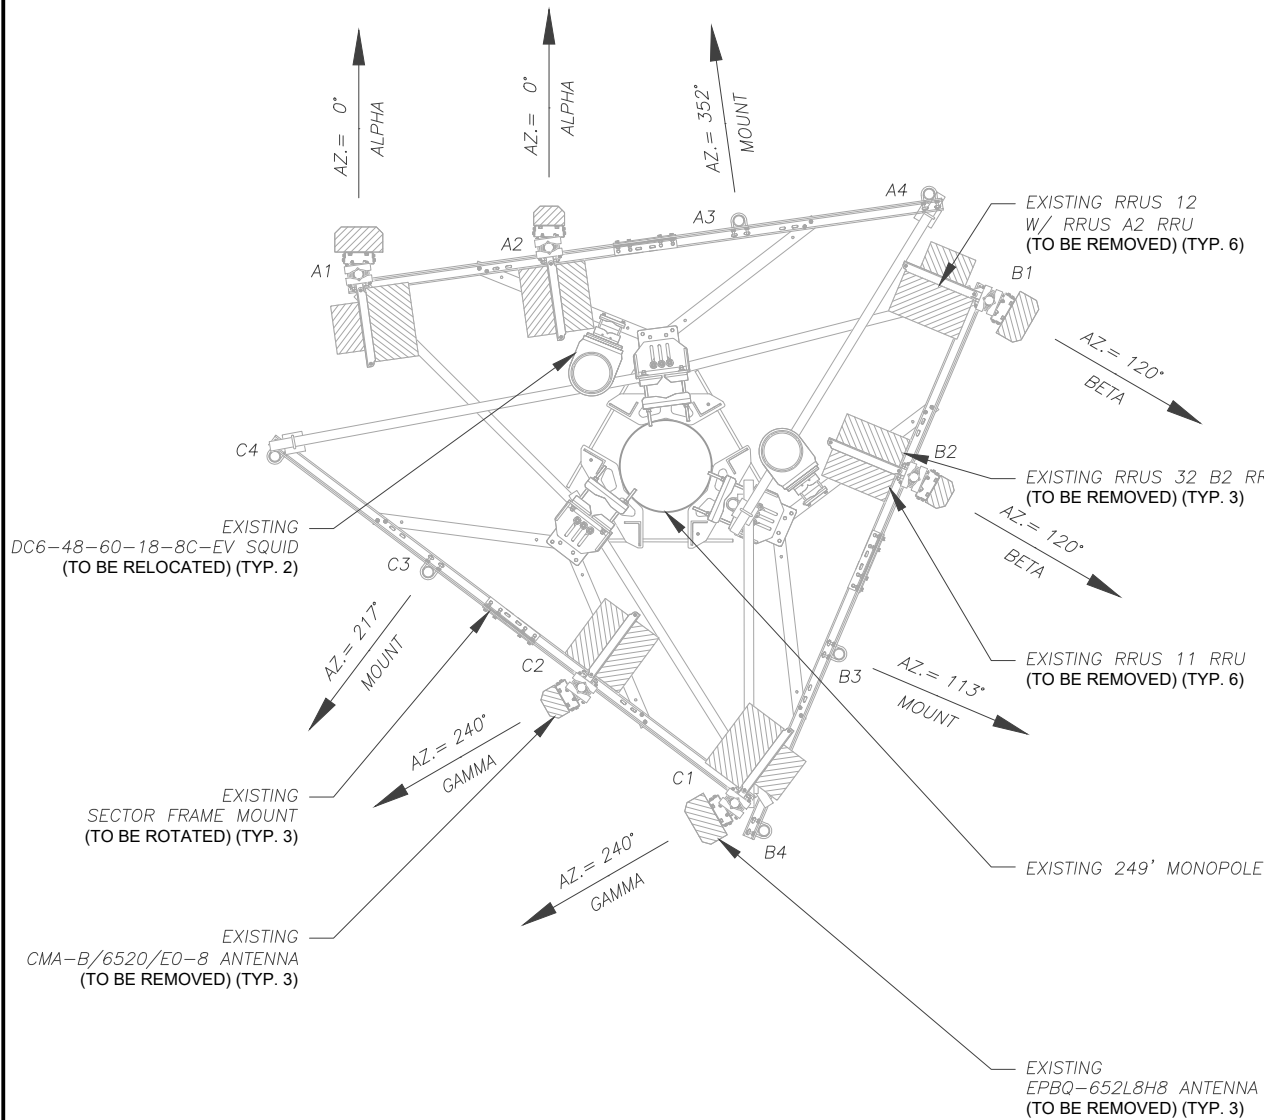 AZ.= 0°
ALPHA
AZ.= 0°
ALPHA
AZ.= 352°
MOUNT
A1
A2
A3
A4
EXISTING RRUS 12
W/ RRUS A2 RRU
(TO BE REMOVED) (TYP. 6)
B1
AZ.= 120°
BETA
C4
B2
EXISTING RRUS 32 B2 RR
(TO BE REMOVED) (TYP. 3)
AZ.= 120°
BETA
EXISTING
DC6-48-60-18-8C-EV SQUID
(TO BE RELOCATED) (TYP. 2)
C3
AZ.= 217°
MOUNT
C2
B3
EXISTING RRUS 11 RRU
(TO BE REMOVED) (TYP. 6)
AZ.= 113°
MOUNT
AZ.= 240°
GAMMA
C1
EXISTING
SECTOR FRAME MOUNT
(TO BE ROTATED) (TYP. 3)
B4
AZ.= 240°
GAMMA
EXISTING 249' MONOPOLE
EXISTING
CMA-B/6520/E0-8 ANTENNA
(TO BE REMOVED) (TYP. 3)
EXISTING
EPBQ-652L8H8 ANTENNA
(TO BE REMOVED) (TYP. 3)